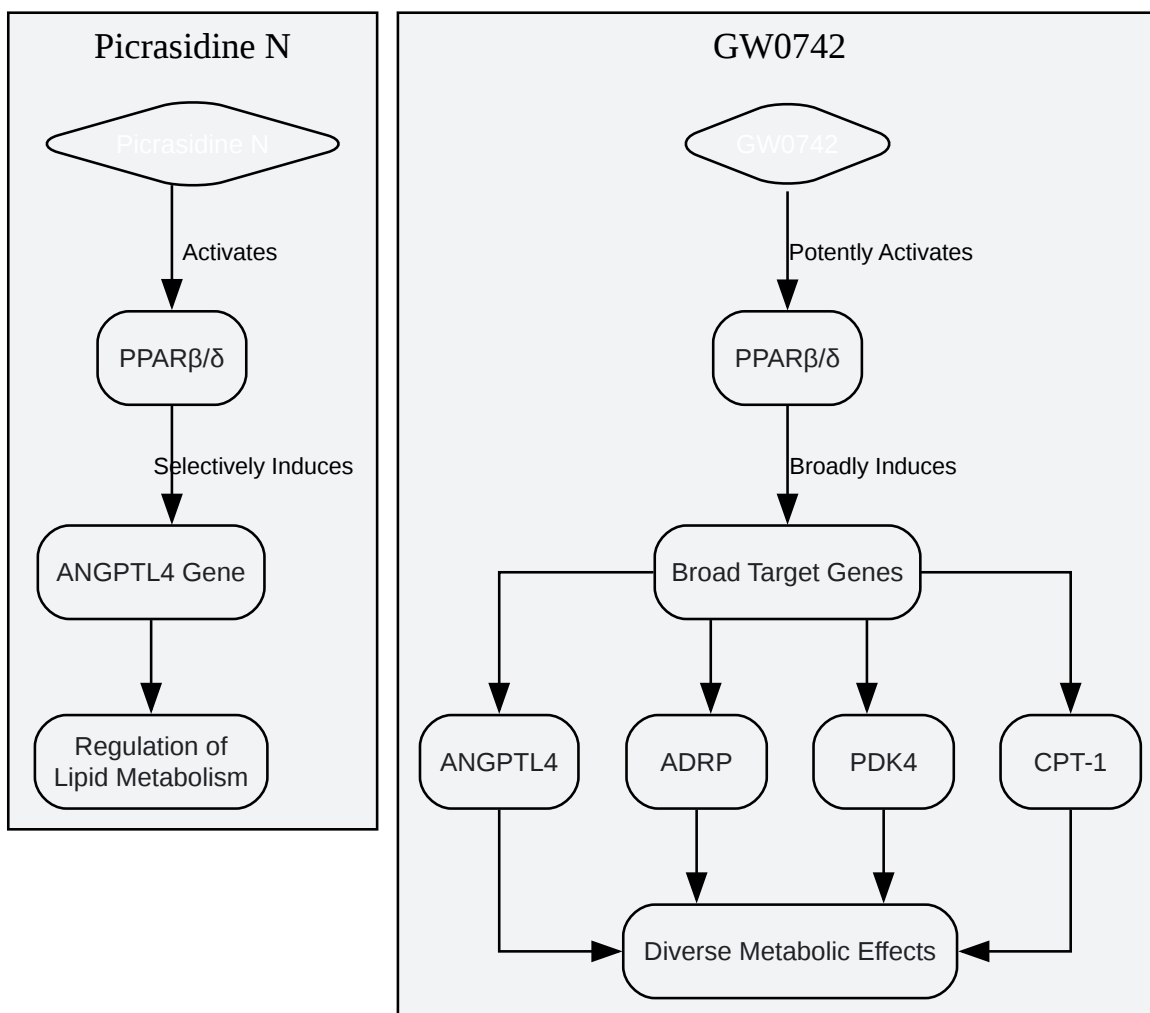 Picrasidine N
Picrasidine N
Activates
PPARβ/δ
Selectively Induces
ANGPTL4 Gene
Regulation of
Lipid Metabolism
GW0742
GW0742
Potently Activates
PPARβ/δ
Broadly Induces
Broad Target Genes
ANGPTL4
ADRP
PDK4
CPT-1
Diverse Metabolic Effects